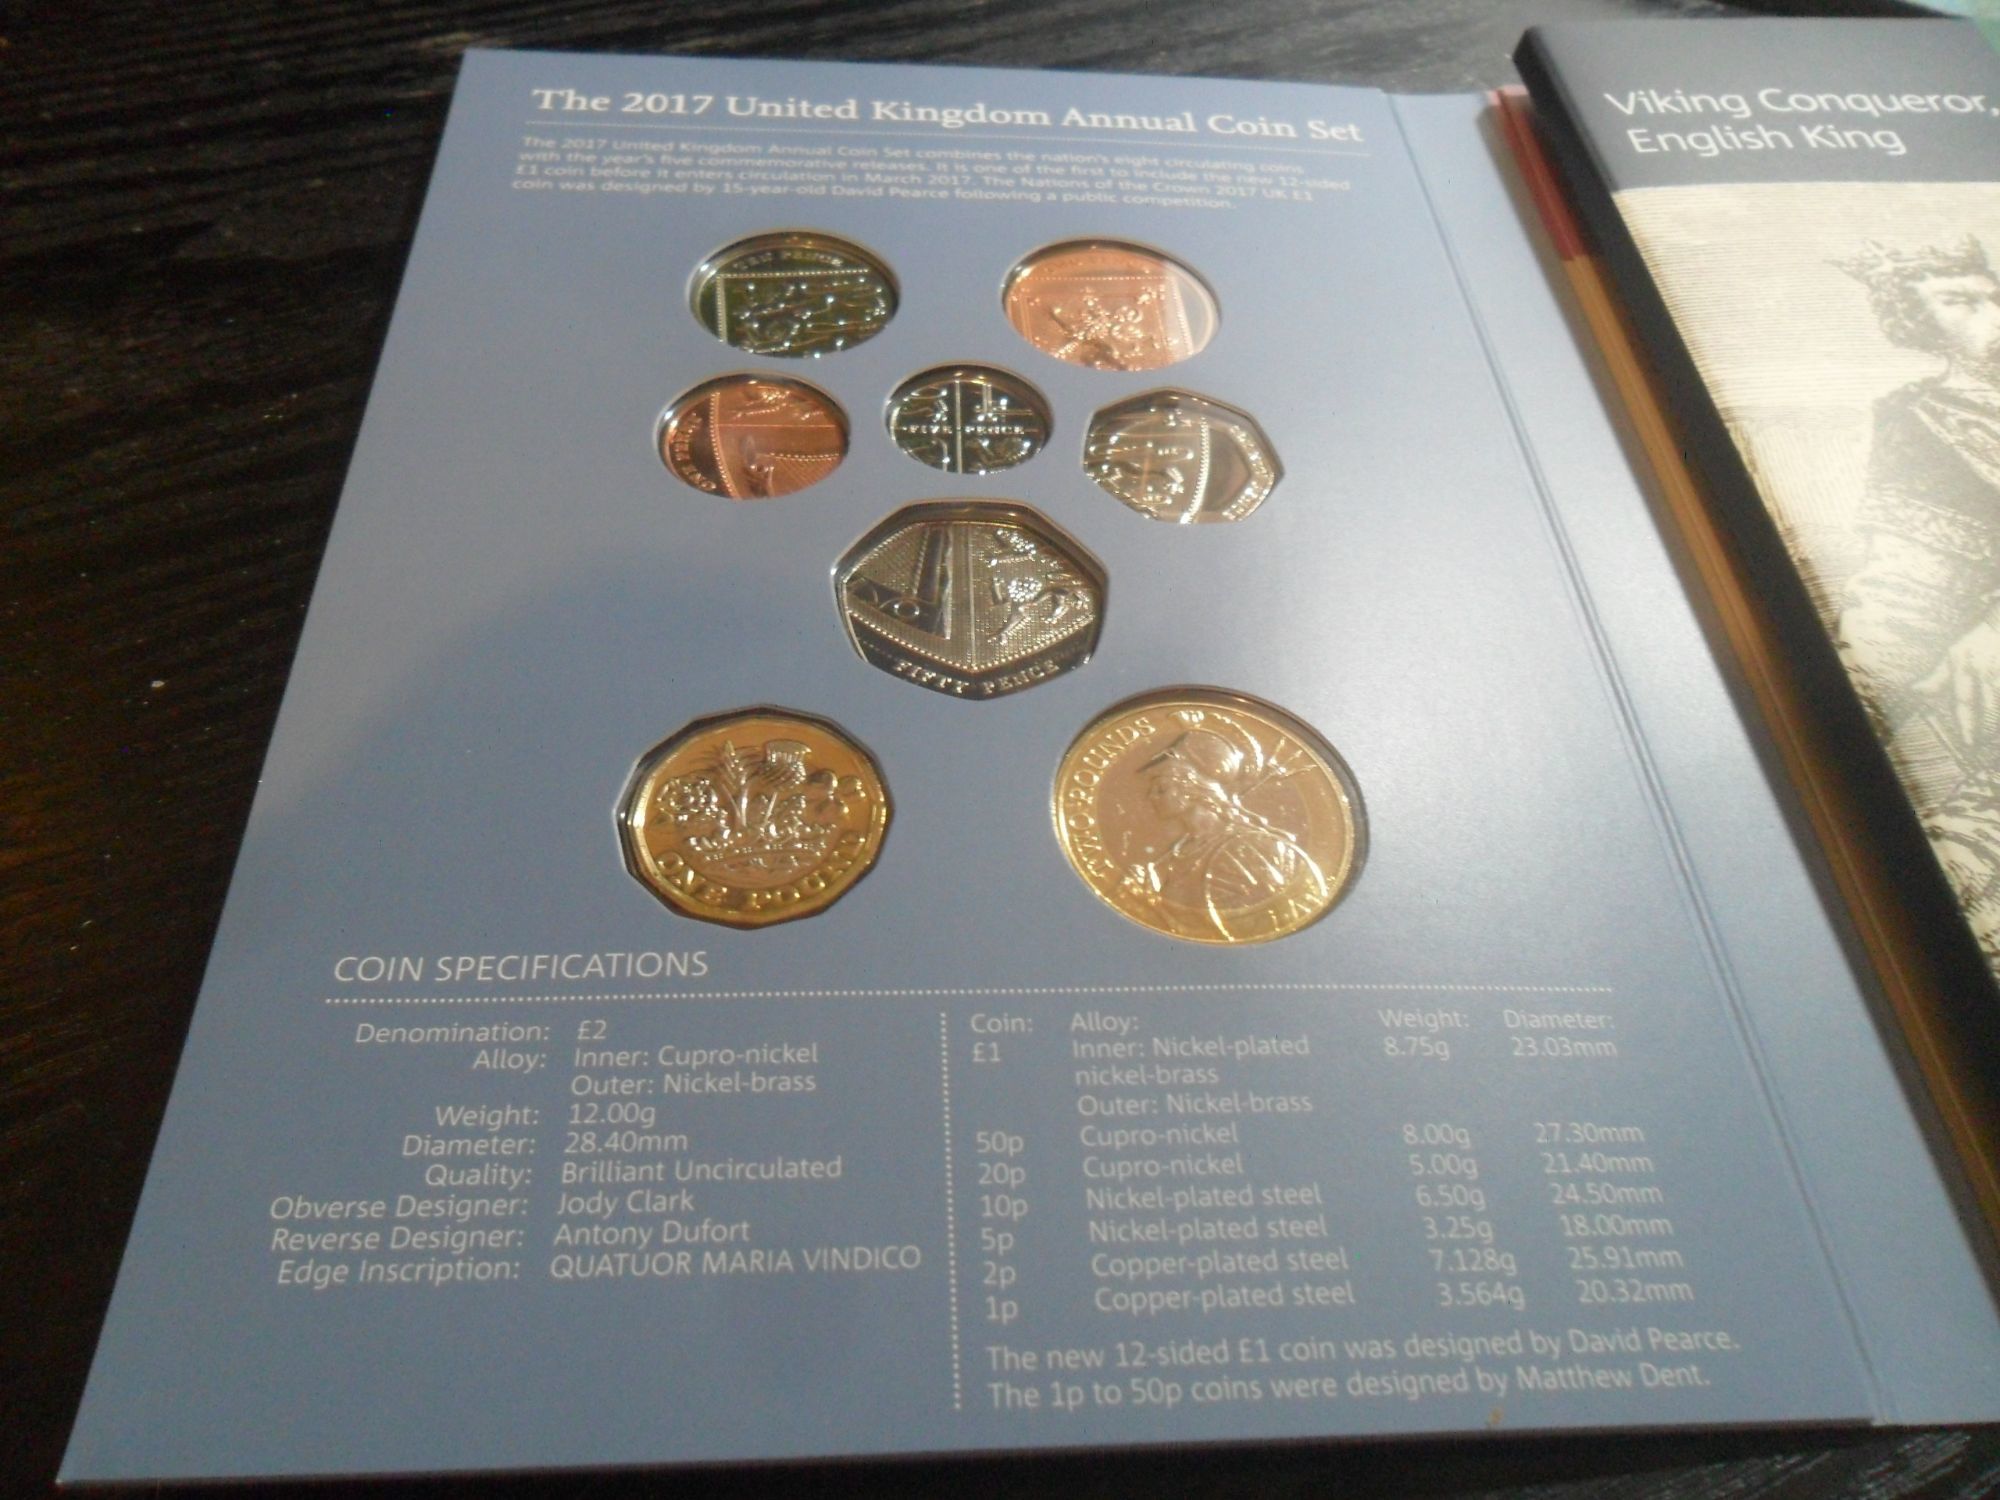 The 2017 United Kingdom Annual Coin Set
The 2017 United Kingdom Annual Coin Set combines the nation's eight circulating coins
with the year's five commemorative releases. It is one of the first to include the new 12-sided
£1 coin before it enters circulation in March 2017. The Nations of the Crown 2017 UK £1
coin was designed by 15-year-old David Pearce following a public competition.
Viking Conqueror,
English King
TEN PENCE
ONE PENNY
FIVE PENCE
FIFTY PENCE
ONE POUND
TWO POUNDS
COIN SPECIFICATIONS
Denomination: £2
Alloy: Inner: Cupro-nickel
Outer: Nickel-brass
Weight: 12.00g
Diameter: 28.40mm
Quality: Brilliant Uncirculated
Obverse Designer: Jody Clark
Reverse Designer: Antony Dufort
Edge Inscription: QUATUOR MARIA VINDICO
Coin: Alloy: Weight: Diameter:
£1 Inner: Nickel-plated 8.75g 23.03mm
nickel-brass
Outer: Nickel-brass
50p Cupro-nickel 8.00g 27.30mm
20p Cupro-nickel 5.00g 21.40mm
10p Nickel-plated steel 6.50g 24.50mm
5p Nickel-plated steel 3.25g 18.00mm
2p Copper-plated steel 7.128g 25.91mm
1p Copper-plated steel 3.564g 20.32mm
The new 12-sided £1 coin was designed by David Pearce.
The 1p to 50p coins were designed by Matthew Dent.